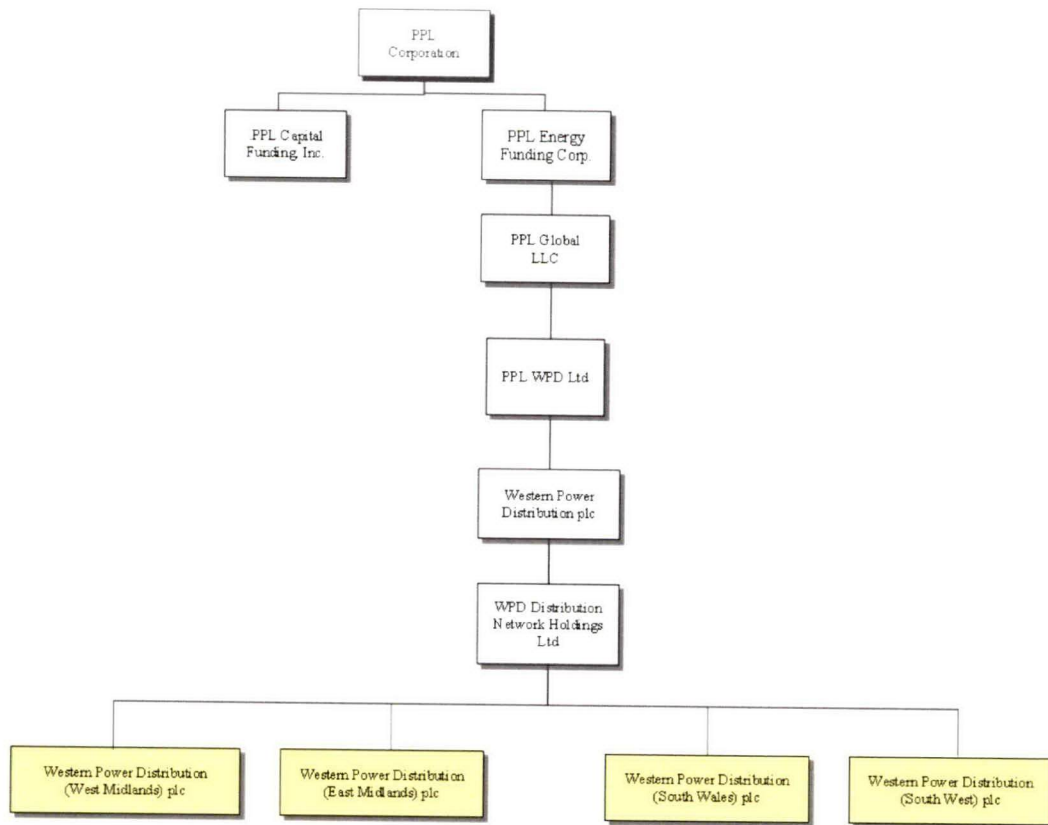 PPL
Corporation
PPL Capital
Funding, Inc.
PPL Energy
Funding Corp.
PPL Global
LLC
PPL WPD Ltd
Western Power
Distribution plc
WPD Distribution
Network Holdings
Ltd
Western Power Distribution
(West Midlands) plc
Western Power Distribution
(East Midlands) plc
Western Power Distribution
(South Wales) plc
Western Power Distribution
(South West) plc